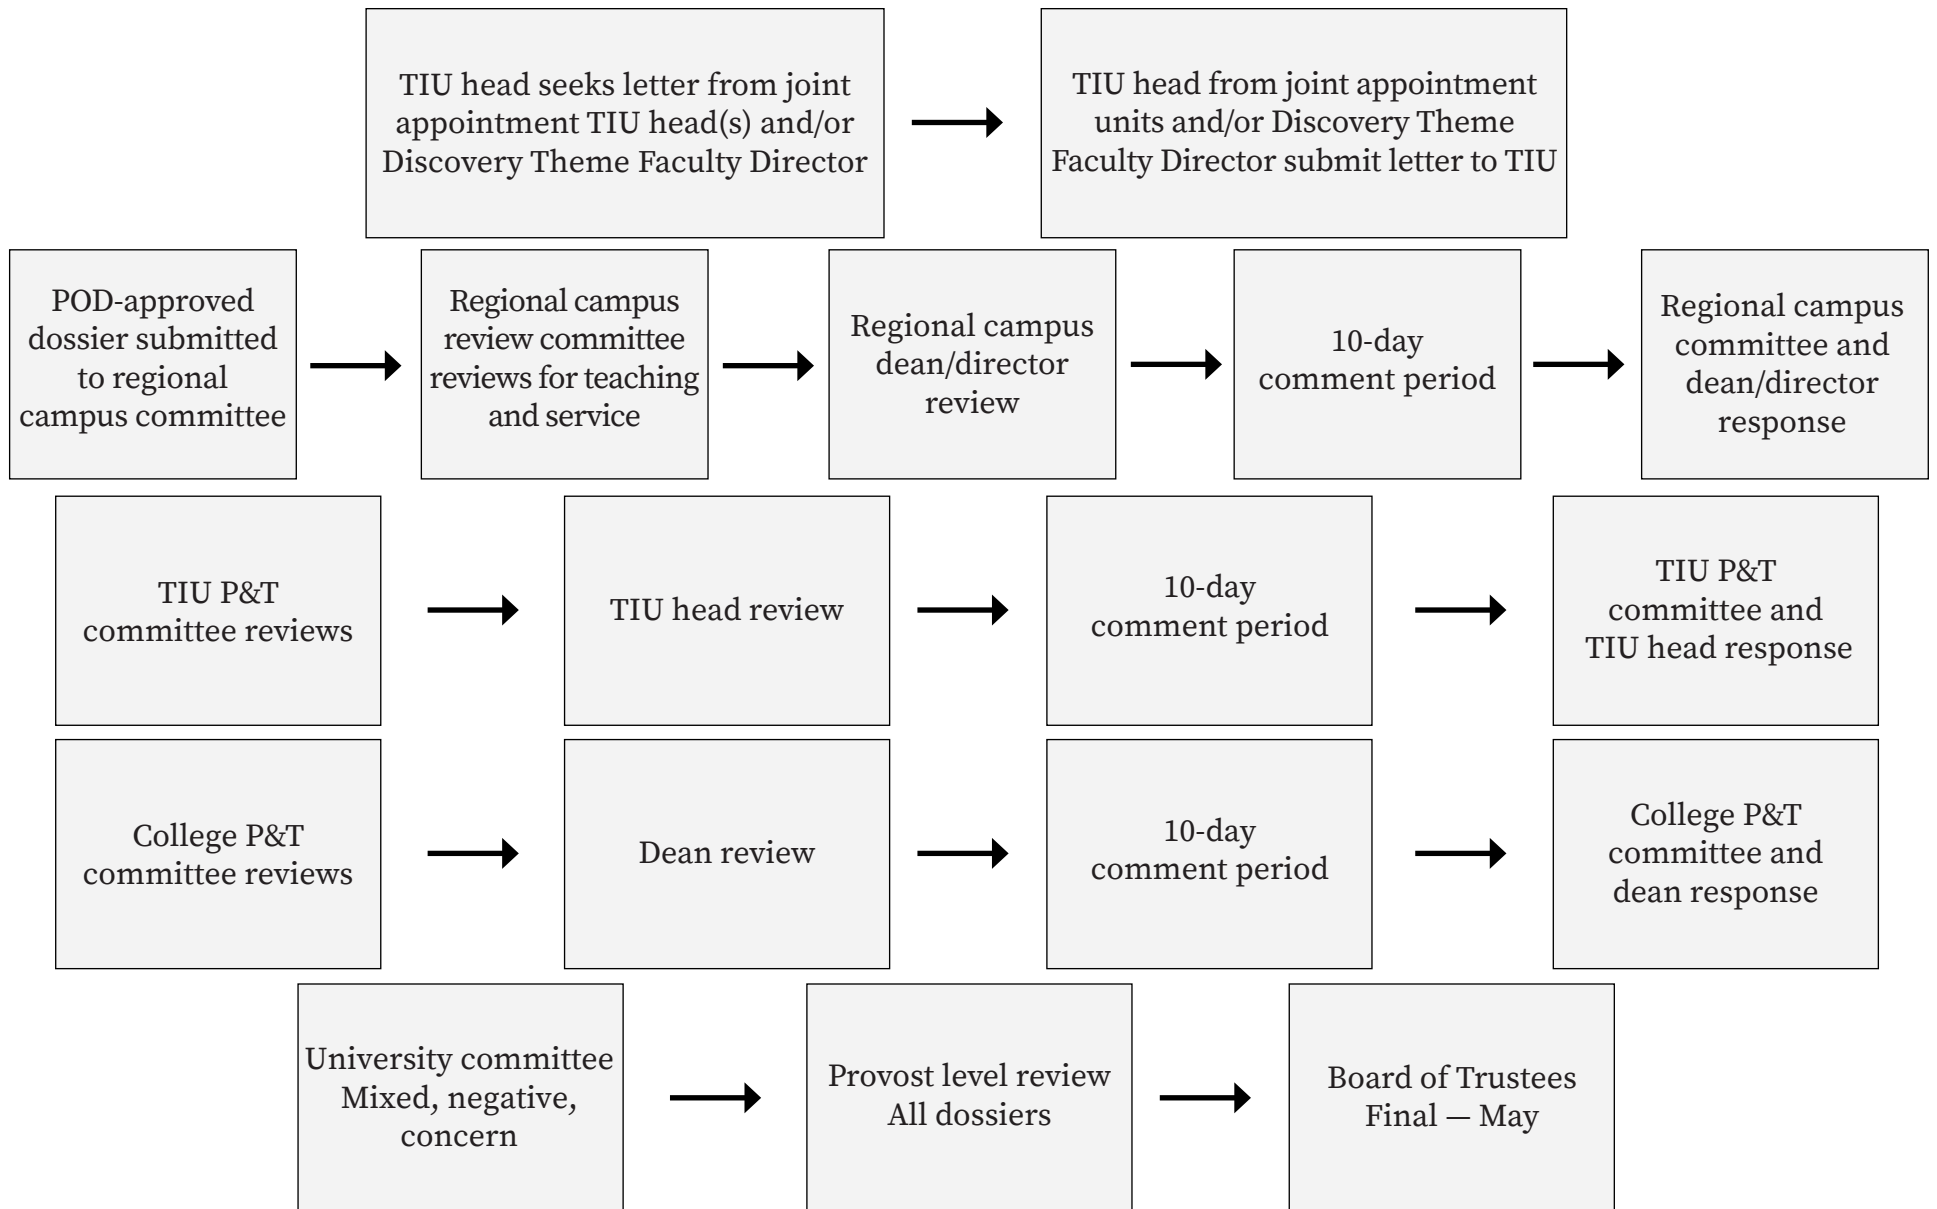 TIU head seeks letter from joint
appointment TIU head(s) and/or
Discovery Theme Faculty Director
TIU head from joint appointment
units and/or Discovery Theme
Faculty Director submit letter to TIU
POD-approved
dossier submitted
to regional
campus committee
Regional campus
review committee
reviews for teaching
and service
Regional campus
dean/director
review
10-day
comment period
Regional campus
committee and
dean/director
response
TIU P&T
committee reviews
TIU head review
10-day
comment period
TIU P&T
committee and
TIU head response
College P&T
committee reviews
Dean review
10-day
comment period
College P&T
committee and
dean response
University committee
Mixed, negative,
concern
Provost level review
All dossiers
Board of Trustees
Final — May